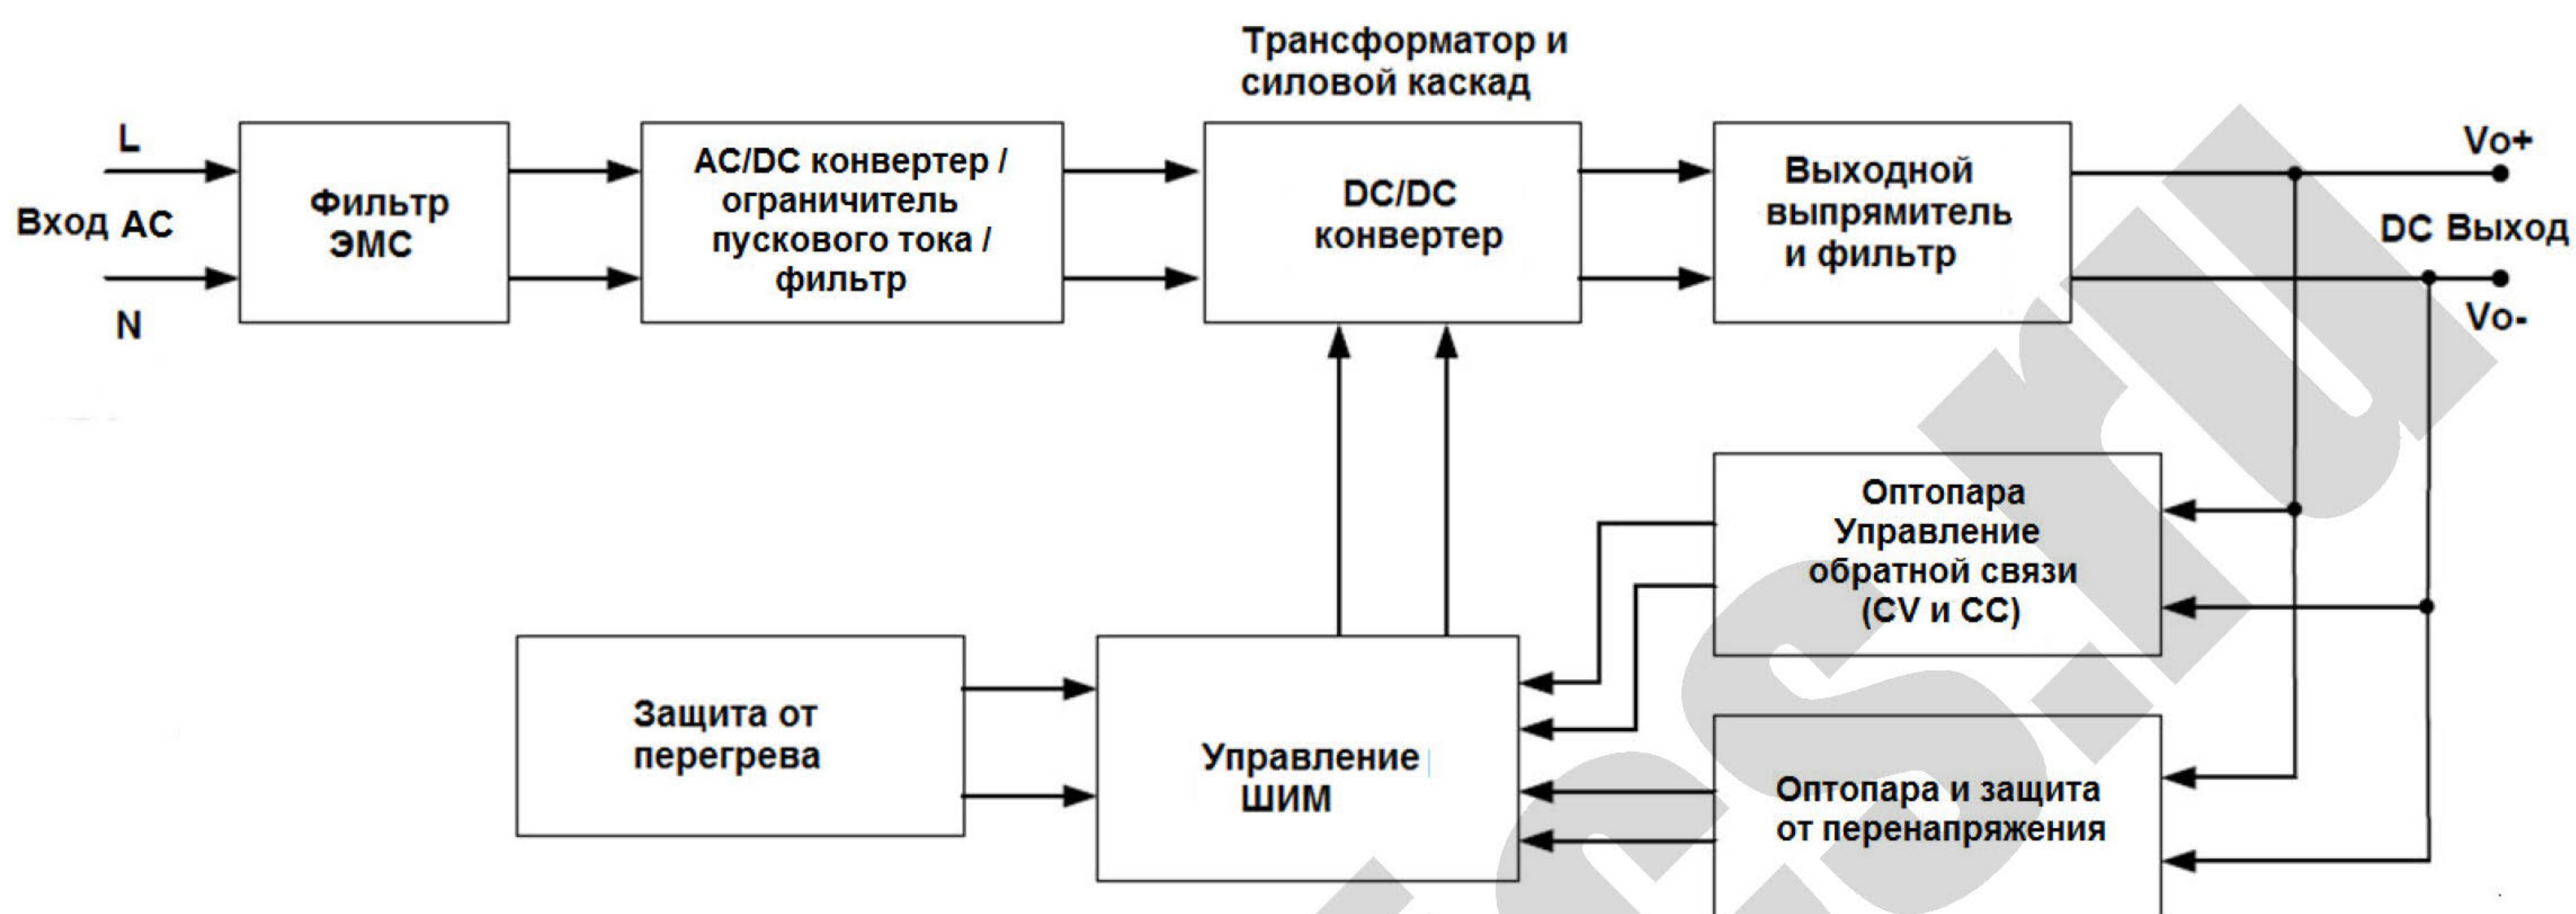 Трансформатор и
силовой каскад
L
Вход AC
N
Фильтр
ЭМС
AC/DC конвертер /
ограничитель
пускового тока /
фильтр
DC/DC
конвертер
Выходной
выпрямитель
и фильтр
Vo+
DC Выход
Vo-
Оптопара
Управление
обратной связи
(CV и CC)
Защита от
перегрева
Управление
ШИМ
Оптопара и защита
от перенапряжения
es.ru